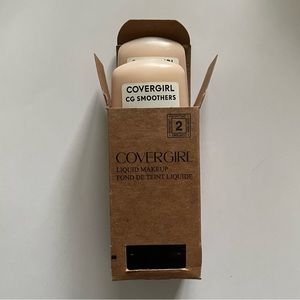 COVERGIRL
CG SMOOTHERS
2
COVERGIRL
LIQUID MAKEUP
FOND DE TEINT LIQUIDE